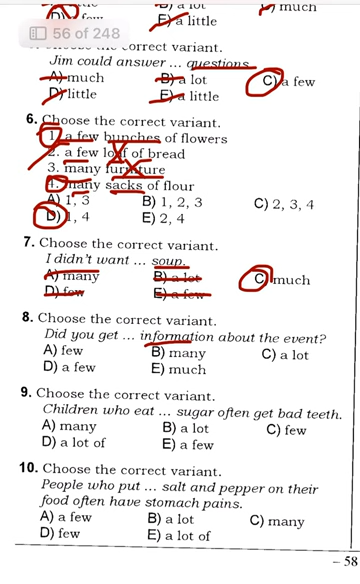 D) few E) a little
56 of 248
Choose the correct variant.
Jim could answer ... questions.
A) much B) a lot C) a few
D) little E) a little
6. Choose the correct variant.
1. a few bunches of flowers
2. a few loaf of bread
3. many furniture
4. many sacks of flour
A) 1, 3 B) 1, 2, 3 C) 2, 3, 4
D) 1, 4 E) 2, 4
7. Choose the correct variant.
I didn't want ... soup.
A) many B) a lot C) much
D) few E) a few
8. Choose the correct variant.
Did you get ... information about the event?
A) few B) many C) a lot
D) a few E) much
9. Choose the correct variant.
Children who eat ... sugar often get bad teeth.
A) many B) a lot C) few
D) a lot of E) a few
10. Choose the correct variant.
People who put ... salt and pepper on their
food often have stomach pains.
A) a few B) a lot C) many
D) few E) a lot of
– 58